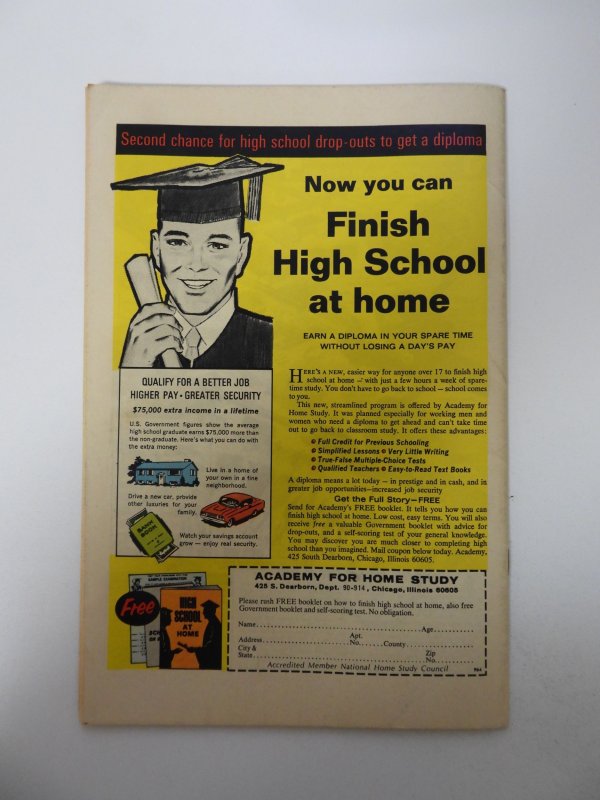 Second chance for high school drop-outs to get a diploma
Now you can
Finish
High School
at home
EARN A DIPLOMA IN YOUR SPARE TIME
WITHOUT LOSING A DAY'S PAY
QUALIFY FOR A BETTER JOB
HIGHER PAY • GREATER SECURITY
$75,000 extra income in a lifetime
U.S. Government figures show the average
high school graduate earns $75,000 more than
the non-graduate. Here's what you can do with
the extra money:
Live in a home of
your own in a fine
neighborhood.
Drive a new car, provide
other luxuries for your
family.
BANK
BOOK
Watch your savings account
grow — enjoy real security.
HERE'S A NEW, easier way for anyone over 17 to finish high
school at home — with just a few hours a week of spare-
time study. You don't have to go back to school — school comes
to you.
This new, streamlined program is offered by Academy for
Home Study. It was planned especially for working men and
women who need a diploma to get ahead and can't take time
out to go back to classroom study. It offers these advantages:
Full Credit for Previous Schooling
Simplified Lessons • Very Little Writing
True-False Multiple-Choice Tests
Qualified Teachers • Easy-to-Read Text Books
A diploma means a lot today — in prestige and in cash, and in
greater job opportunities—increased job security
Get the Full Story—FREE
Send for Academy's FREE booklet. It tells you how you can
finish high school at home. Low cost, easy terms. You will also
receive free a valuable Government booklet with advice for
drop-outs, and a self-scoring test of your general knowledge.
You may discover you are much closer to completing high
school than you imagined. Mail coupon below today. Academy,
425 South Dearborn, Chicago, Illinois 60605.
Free
SAMPLE EXAMINATION
HIGH
SCHOOL
AT
HOME
ACADEMY FOR HOME STUDY
425 S. Dearborn, Dept. 90-914, Chicago, Illinois 60605
Please rush FREE booklet on how to finish high school at home, also free
Government booklet and self-scoring test. No obligation.
Name Age
Address Apt. No. County
City & State Zip No.
Accredited Member National Home Study Council